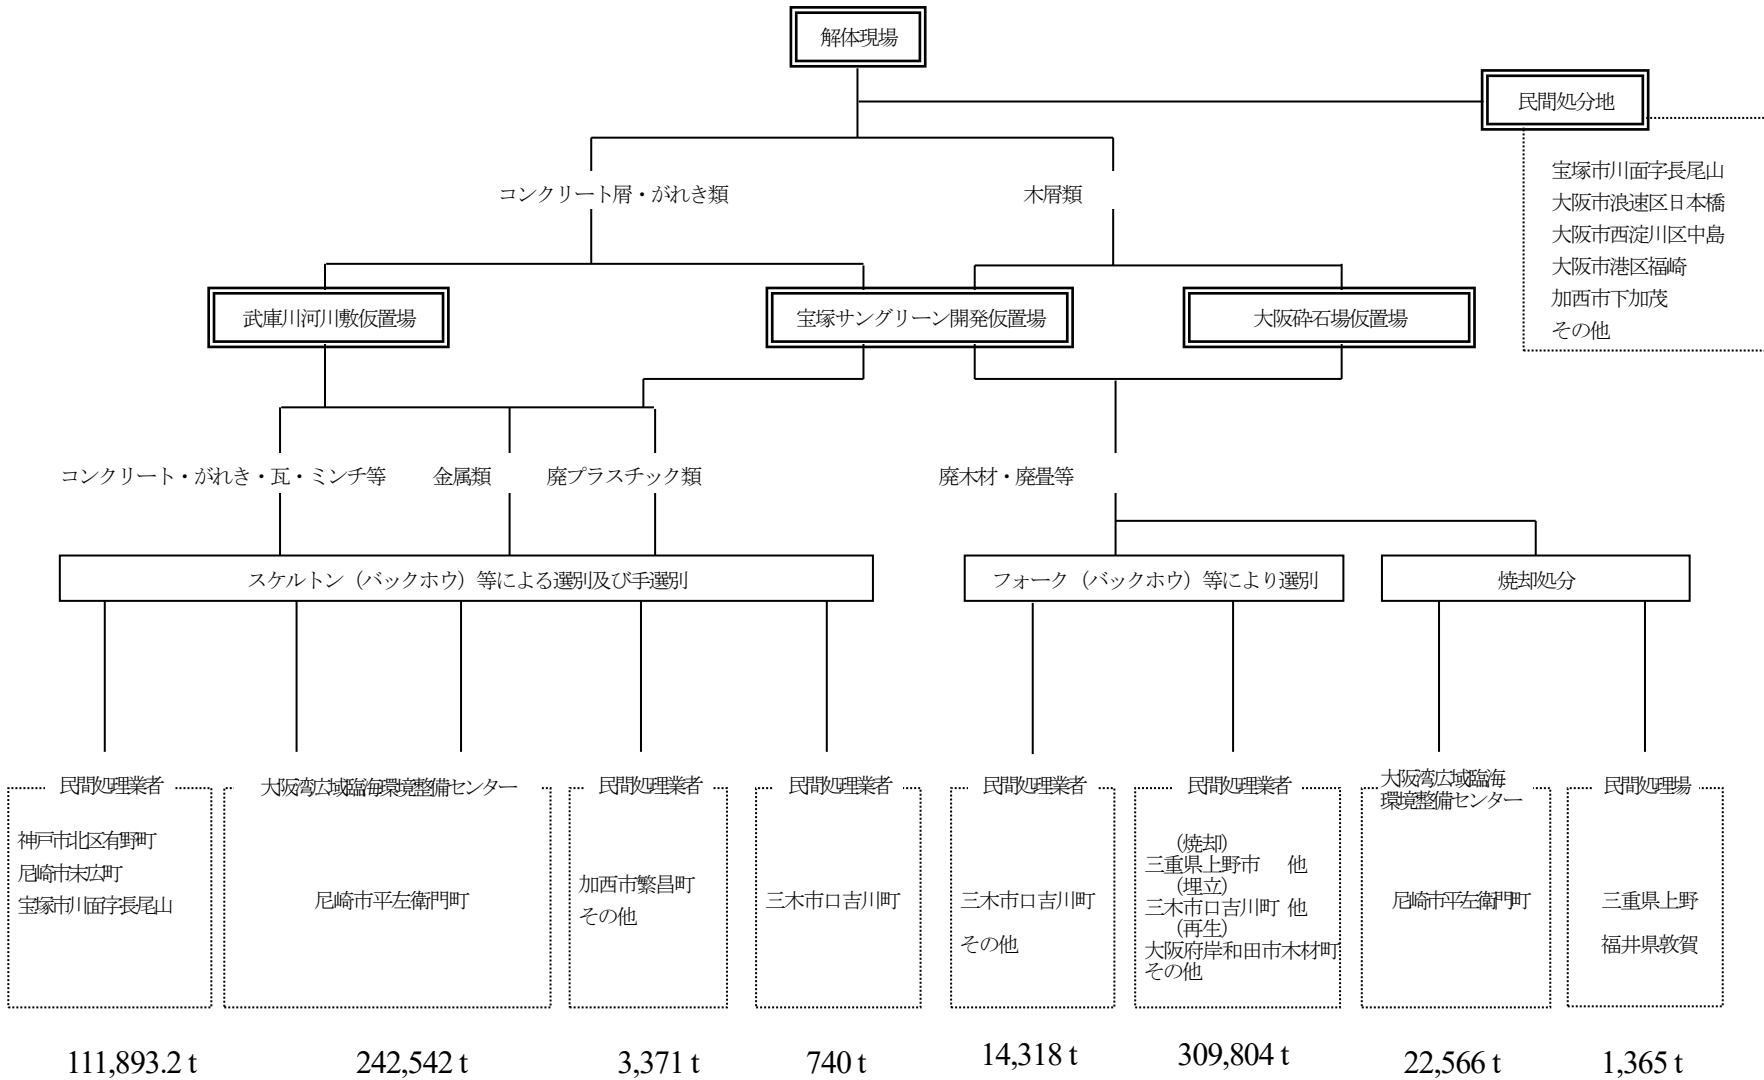 解体現場
民間処分地
宝塚市川面字長尾山
大阪市浪速区日本橋
大阪市西淀川区中島
大阪市港区福崎
加西市下加茂
その他
コンクリート屑・がれき類
木屑類
武庫川河川敷仮置場
宝塚サングリーン開発仮置場
大阪砕石場仮置場
コンクリート・がれき・瓦・ミンチ等
金属類
廃プラスチック類
廃木材・廃畳等
スケルトン（バックホウ）等による選別及び手選別
フォーク（バックホウ）等により選別
焼却処分
民間処理業者
神戸市北区有野町
尼崎市末広町
宝塚市川面字長尾山
111,893.2 t
大阪湾広域臨海環境整備センター
尼崎市平左衛門町
242,542 t
民間処理業者
加西市繁昌町
その他
3,371 t
民間処理業者
三木市口吉川町
740 t
民間処理業者
三木市口吉川町
その他
14,318 t
民間処理業者
（焼却）
三重県上野市　他
（埋立）
三木市口吉川町 他
（再生）
大阪府岸和田市木材町
その他
309,804 t
大阪湾広域臨海
環境整備センター
尼崎市平左衛門町
22,566 t
民間処理場
三重県上野
福井県敦賀
1,365 t